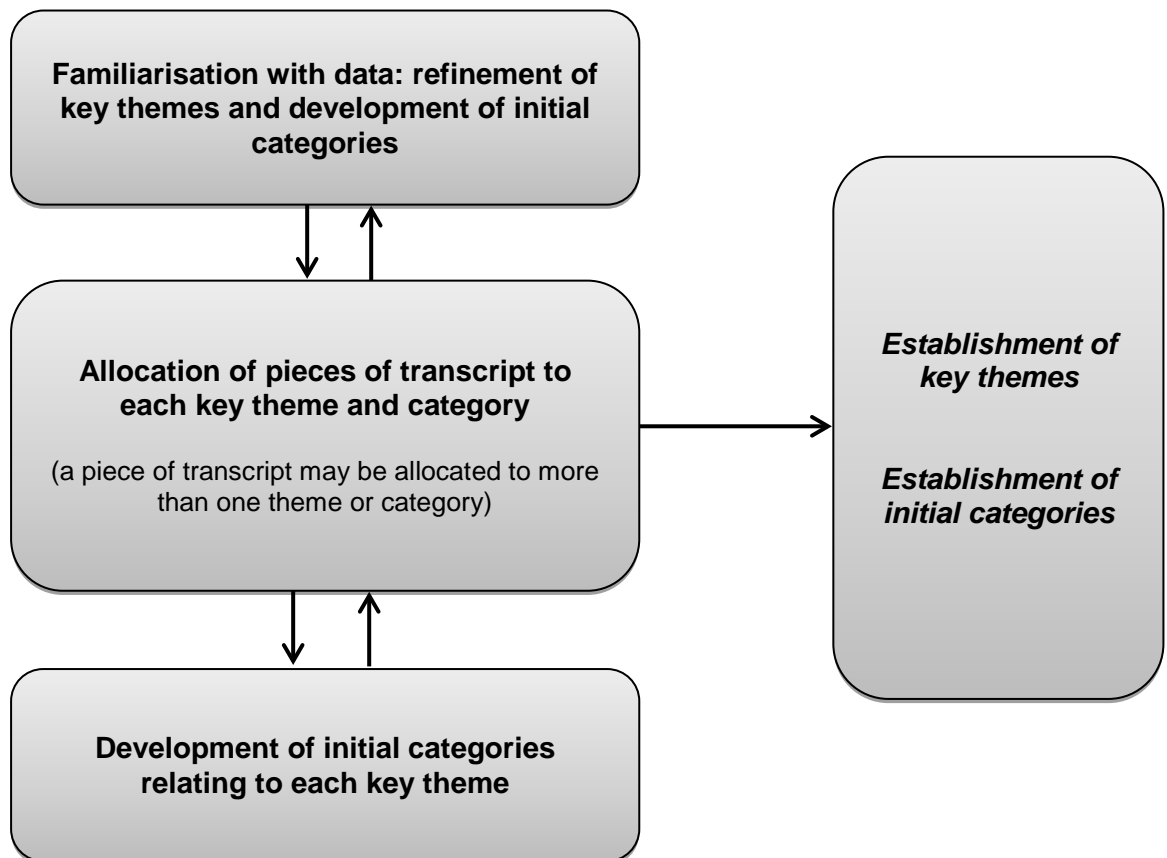 Familiarisation with data: refinement of
key themes and development of initial
categories
Allocation of pieces of transcript to
each key theme and category
(a piece of transcript may be allocated to more
than one theme or category)
Development of initial categories
relating to each key theme
Establishment of
key themes
Establishment of
initial categories